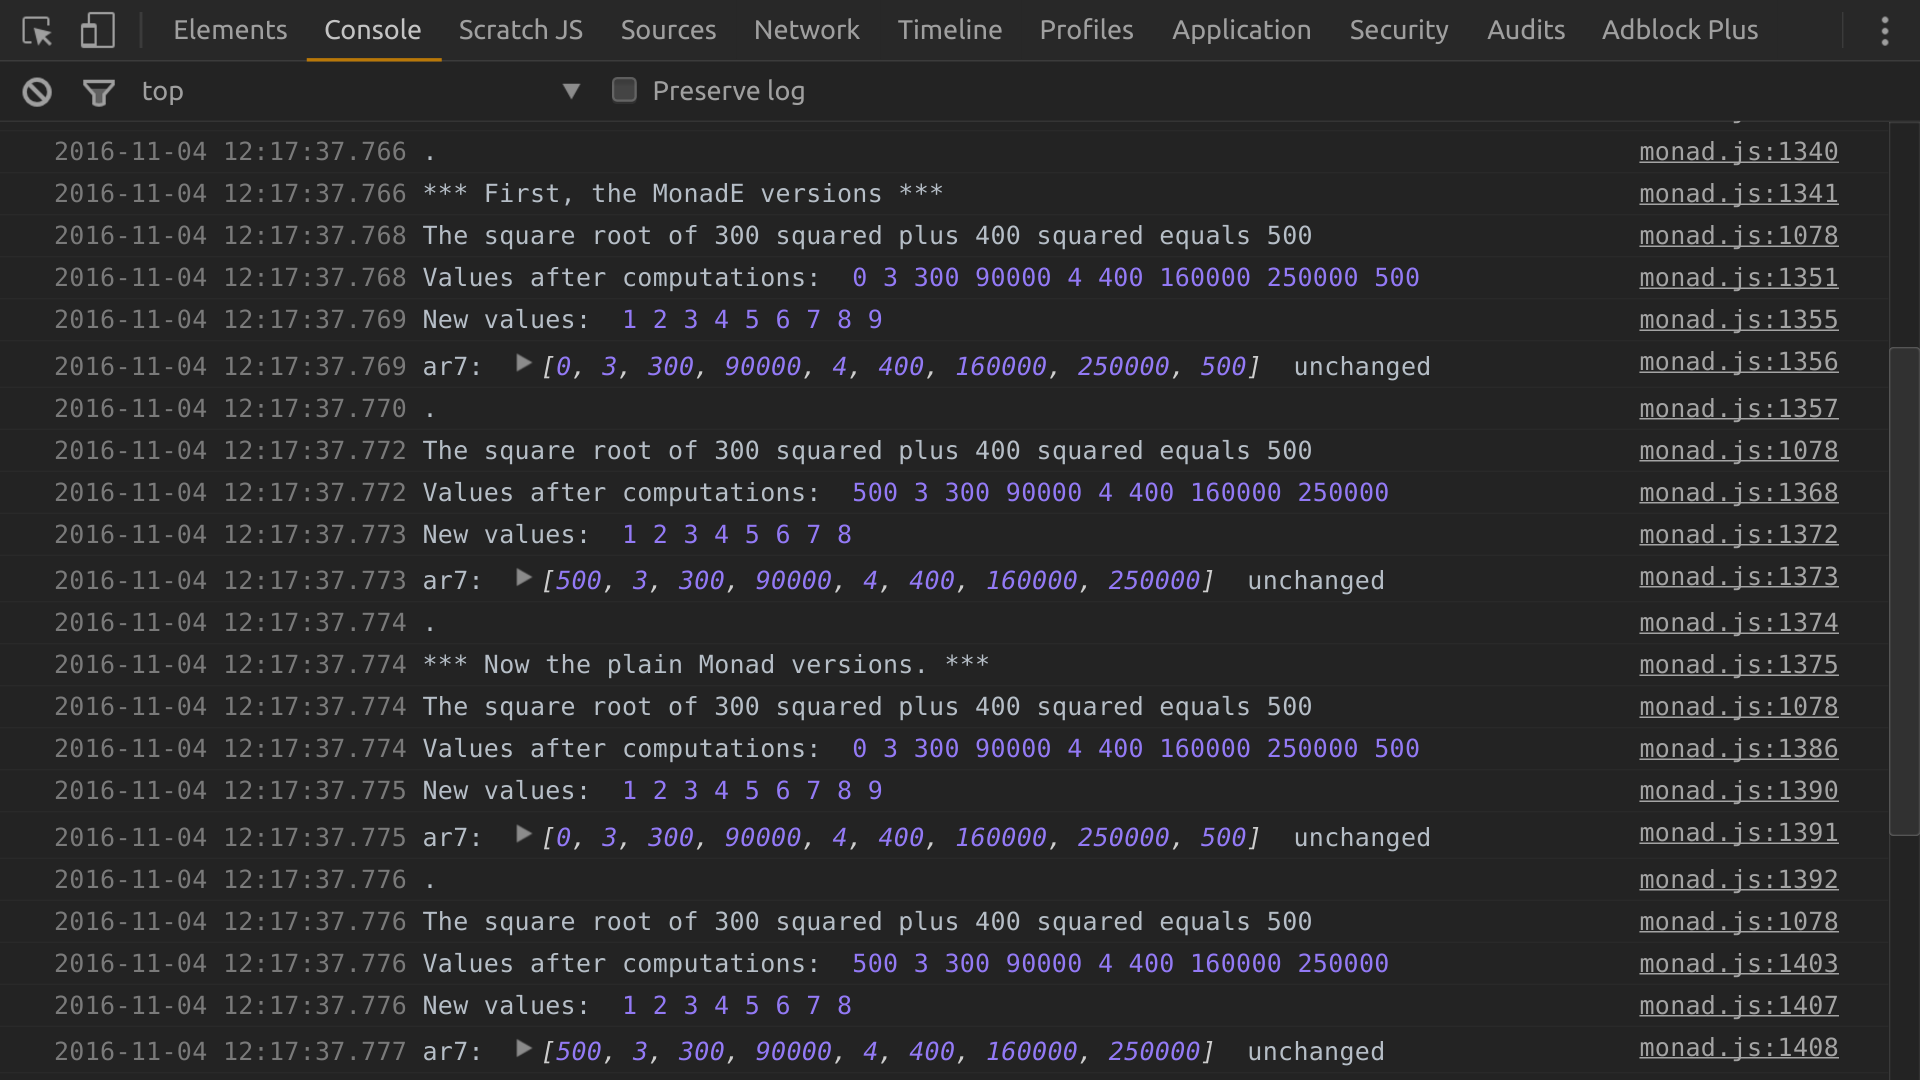 Elements Console Scratch JS Sources Network Timeline Profiles Application Security Audits Adblock Plus
top Preserve log
2016-11-04 12:17:37.766 . monad.js:1340
2016-11-04 12:17:37.766 *** First, the MonadE versions *** monad.js:1341
2016-11-04 12:17:37.768 The square root of 300 squared plus 400 squared equals 500 monad.js:1078
2016-11-04 12:17:37.768 Values after computations: 0 3 300 90000 4 400 160000 250000 500 monad.js:1351
2016-11-04 12:17:37.769 New values: 1 2 3 4 5 6 7 8 9 monad.js:1355
2016-11-04 12:17:37.769 ar7: [0, 3, 300, 90000, 4, 400, 160000, 250000, 500] unchanged monad.js:1356
2016-11-04 12:17:37.770 . monad.js:1357
2016-11-04 12:17:37.772 The square root of 300 squared plus 400 squared equals 500 monad.js:1078
2016-11-04 12:17:37.772 Values after computations: 500 3 300 90000 4 400 160000 250000 monad.js:1368
2016-11-04 12:17:37.773 New values: 1 2 3 4 5 6 7 8 monad.js:1372
2016-11-04 12:17:37.773 ar7: [500, 3, 300, 90000, 4, 400, 160000, 250000] unchanged monad.js:1373
2016-11-04 12:17:37.774 . monad.js:1374
2016-11-04 12:17:37.774 *** Now the plain Monad versions. *** monad.js:1375
2016-11-04 12:17:37.774 The square root of 300 squared plus 400 squared equals 500 monad.js:1078
2016-11-04 12:17:37.774 Values after computations: 0 3 300 90000 4 400 160000 250000 500 monad.js:1386
2016-11-04 12:17:37.775 New values: 1 2 3 4 5 6 7 8 9 monad.js:1390
2016-11-04 12:17:37.775 ar7: [0, 3, 300, 90000, 4, 400, 160000, 250000, 500] unchanged monad.js:1391
2016-11-04 12:17:37.776 . monad.js:1392
2016-11-04 12:17:37.776 The square root of 300 squared plus 400 squared equals 500 monad.js:1078
2016-11-04 12:17:37.776 Values after computations: 500 3 300 90000 4 400 160000 250000 monad.js:1403
2016-11-04 12:17:37.776 New values: 1 2 3 4 5 6 7 8 monad.js:1407
2016-11-04 12:17:37.777 ar7: [500, 3, 300, 90000, 4, 400, 160000, 250000] unchanged monad.js:1408